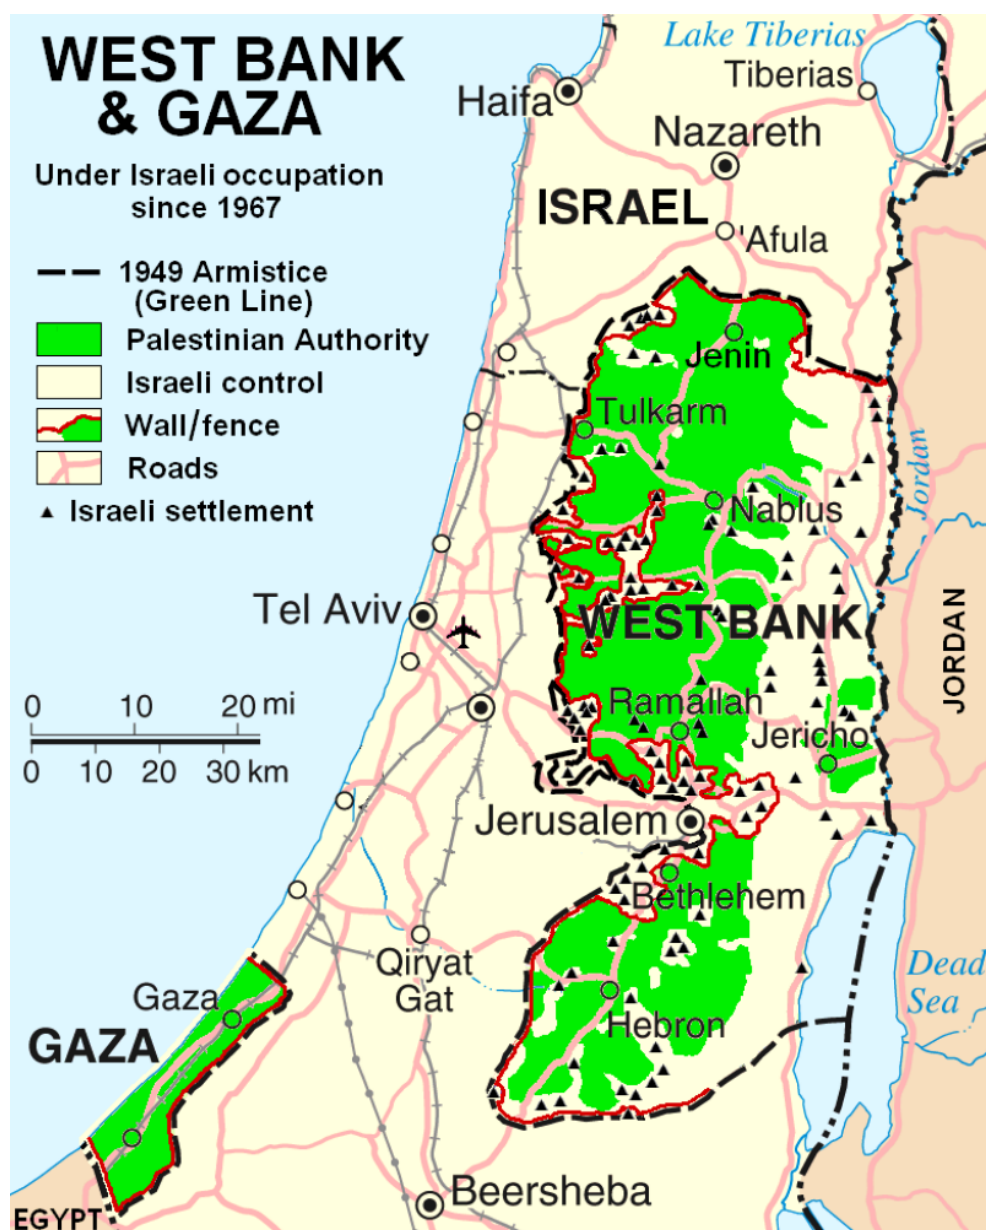 WEST BANK
& GAZA
Under Israeli occupation
since 1967
1949 Armistice
(Green Line)
Palestinian Authority
Israeli control
Wall/fence
Roads
Israeli settlement
Lake Tiberias
Tiberias
Haifa
Nazareth
ISRAEL
'Afula
Jenin
Tulkarm
Jordan
Nablus
Tel Aviv
WEST BANK
JORDAN
0 10 20 mi
0 10 20 30 km
Ramallah
Jericho
Jerusalem
Bethlehem
Qiryat
Gat
Dead
Sea
Gaza
GAZA
Hebron
Beersheba
EGYPT